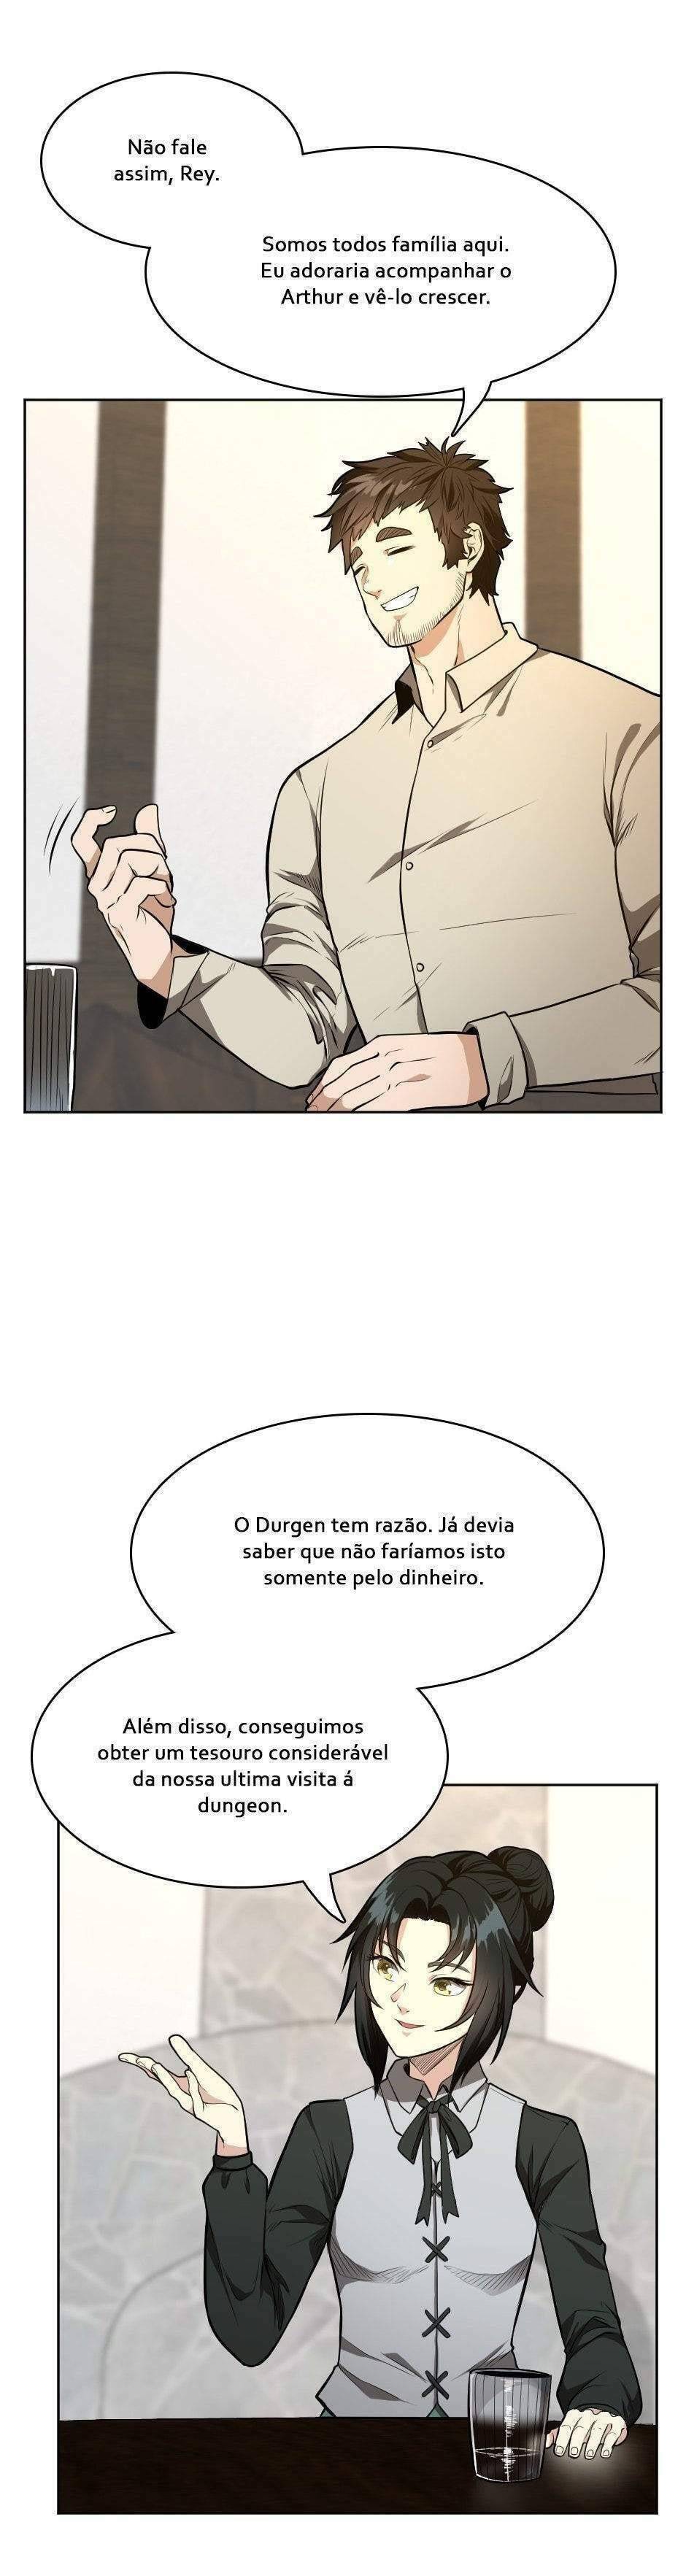 Não fale
assim, Rey.
Somos todos família aqui.
Eu adoraria acompanhar o
Arthur e vê-lo crescer.
O Durgen tem razão. Já devia
saber que não faríamos isto
somente pelo dinheiro.
Além disso, conseguimos
obter um tesouro considerável
da nossa ultima visita á
dungeon.